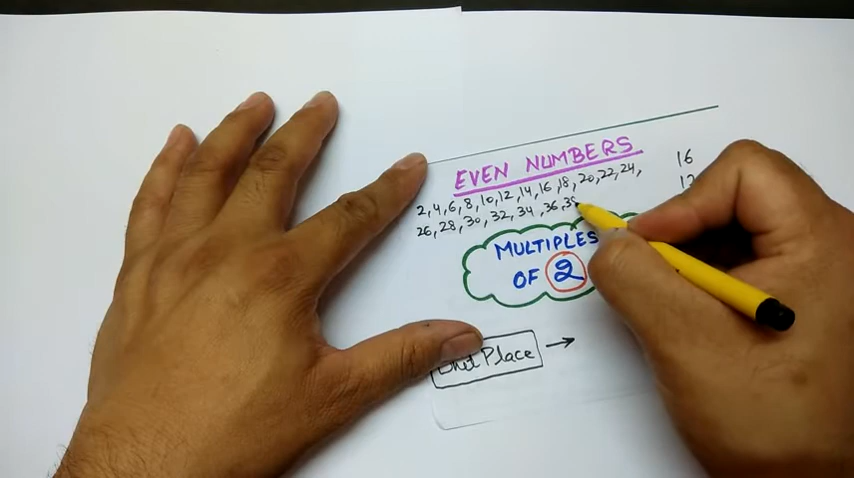 EVEN NUMBERS
2,4,6,8,10,12,14,16,18,20,22,24,
26,28,30,32,34,36,38
MULTIPLES
OF 2
Unit Place →
16